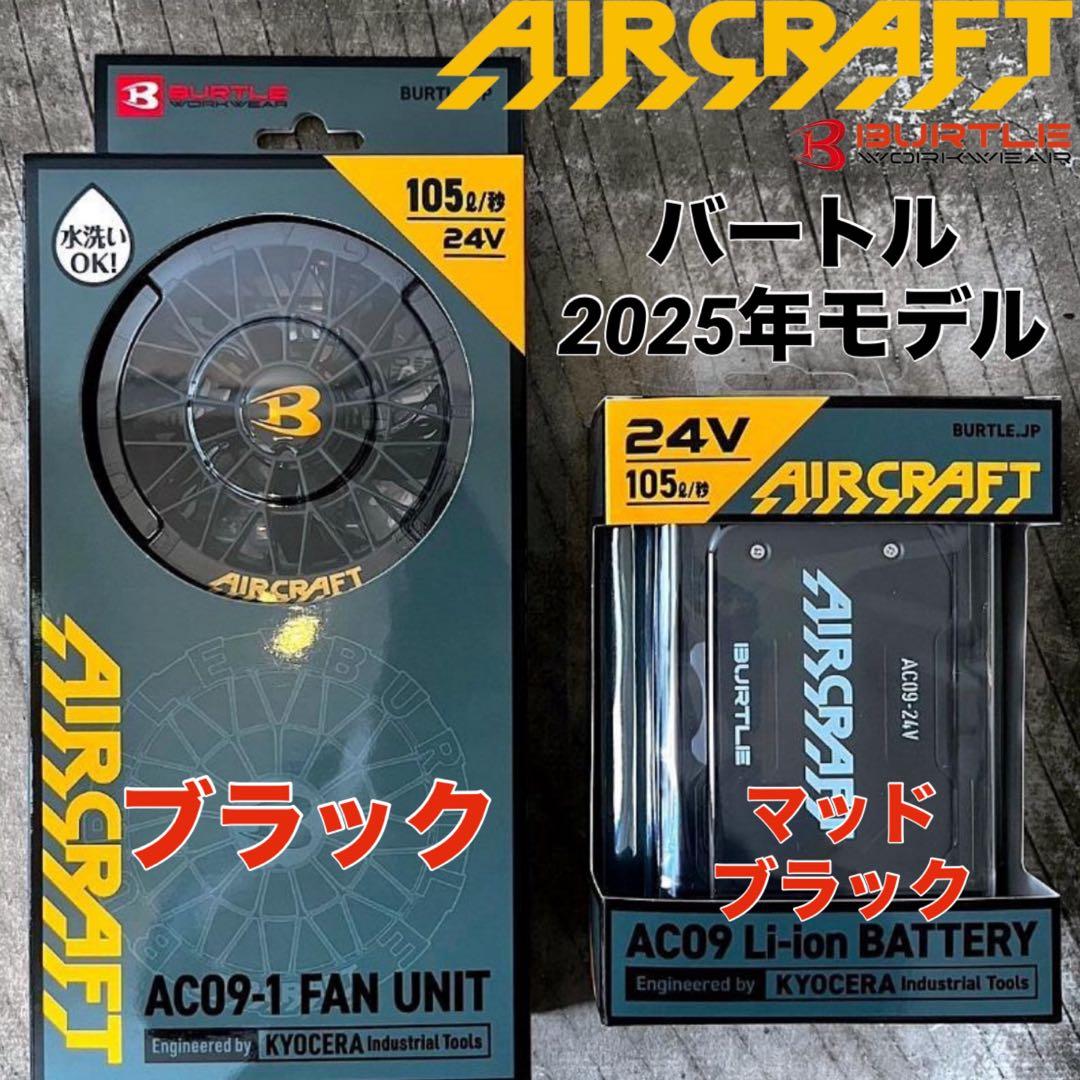 AIRCRAFT
BURTLE
WORKWEAR
バートル
2025年モデル
BURTLE
WORKWEAR
水洗い
OK!
105ℓ/秒
24V
B
AIRCRAFT
AIRCRAFT
ブラック
AC09-1 FAN UNIT
Engineered by KYOCERA Industrial Tools
24V
105ℓ/秒
BURTLE.JP
AIRCRAFT
BURTLE
AIRCRAFT
AC09-24V
マッド
ブラック
AC09 Li-ion BATTERY
Engineered by KYOCERA Industrial Tools